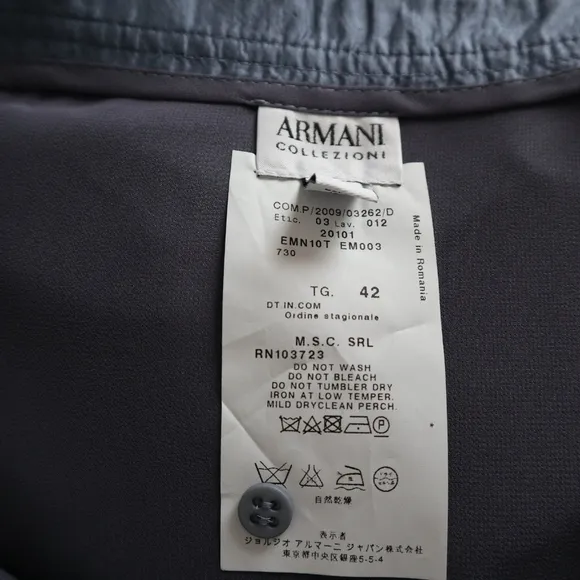 ARMANI
COLLEZIONI
COM.P/2009/03262/D
Etic. 03 Lav. 012
20101
EMN10T EM003
730
Made in Romania
TG. 42
DT IN.COM
Ordine stagionale
M.S.C. SRL
RN103723
DO NOT WASH
DO NOT BLEACH
DO NOT TUMBLER DRY
IRON AT LOW TEMPER.
MILD DRYCLEAN PERCH.
P
自然乾燥
表示者
ジョルジオ アルマーニ ジャパン株式会社
東京都中央区銀座5-5-4